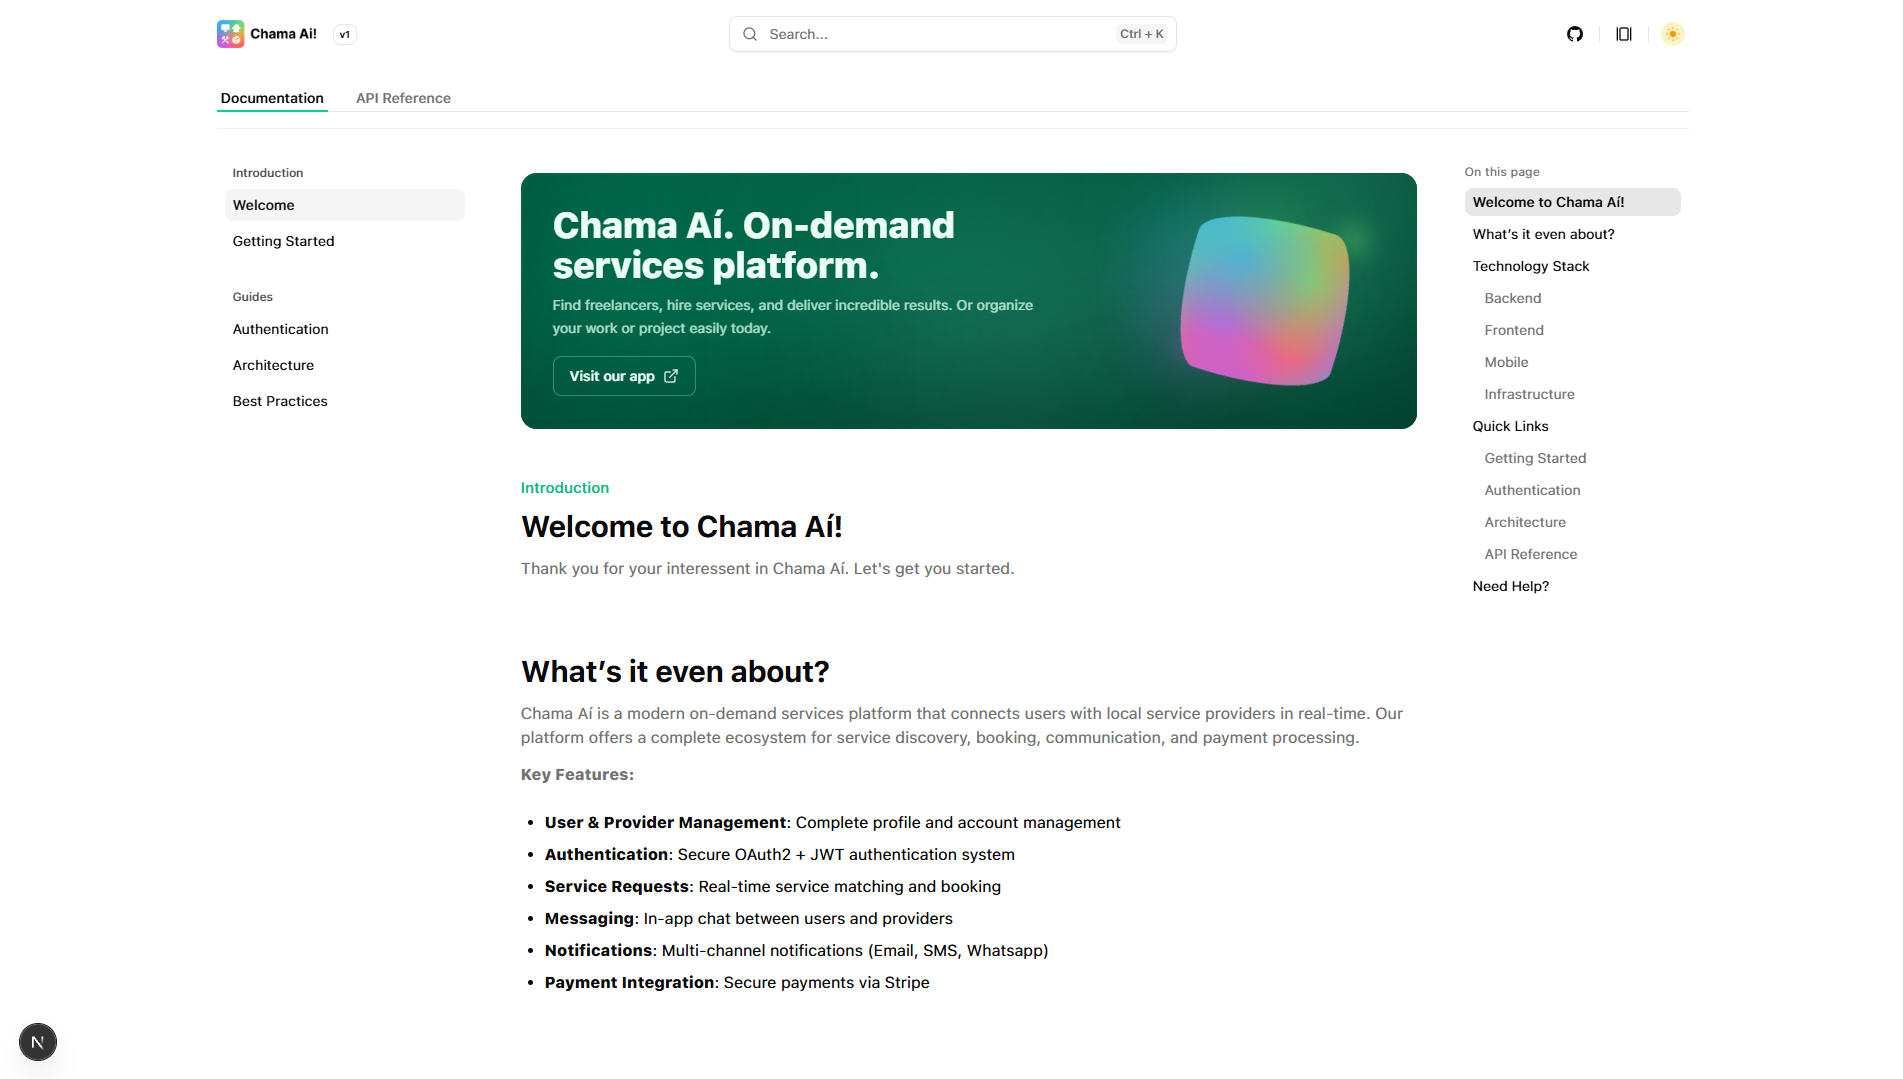 Chama Ai!
v1
Search...
Ctrl + K
Documentation
API Reference
Introduction
Welcome
Getting Started
Guides
Authentication
Architecture
Best Practices
Chama Aí. On-demand
services platform.
Find freelancers, hire services, and deliver incredible results. Or organize
your work or project easily today.
Visit our app
Introduction
Welcome to Chama Aí!
Thank you for your interessent in Chama Aí. Let's get you started.
What’s it even about?
Chama Aí is a modern on-demand services platform that connects users with local service providers in real-time. Our
platform offers a complete ecosystem for service discovery, booking, communication, and payment processing.
Key Features:
• User & Provider Management: Complete profile and account management
• Authentication: Secure OAuth2 + JWT authentication system
• Service Requests: Real-time service matching and booking
• Messaging: In-app chat between users and providers
• Notifications: Multi-channel notifications (Email, SMS, Whatsapp)
• Payment Integration: Secure payments via Stripe
On this page
Welcome to Chama Aí!
What’s it even about?
Technology Stack
Backend
Frontend
Mobile
Infrastructure
Quick Links
Getting Started
Authentication
Architecture
API Reference
Need Help?
N